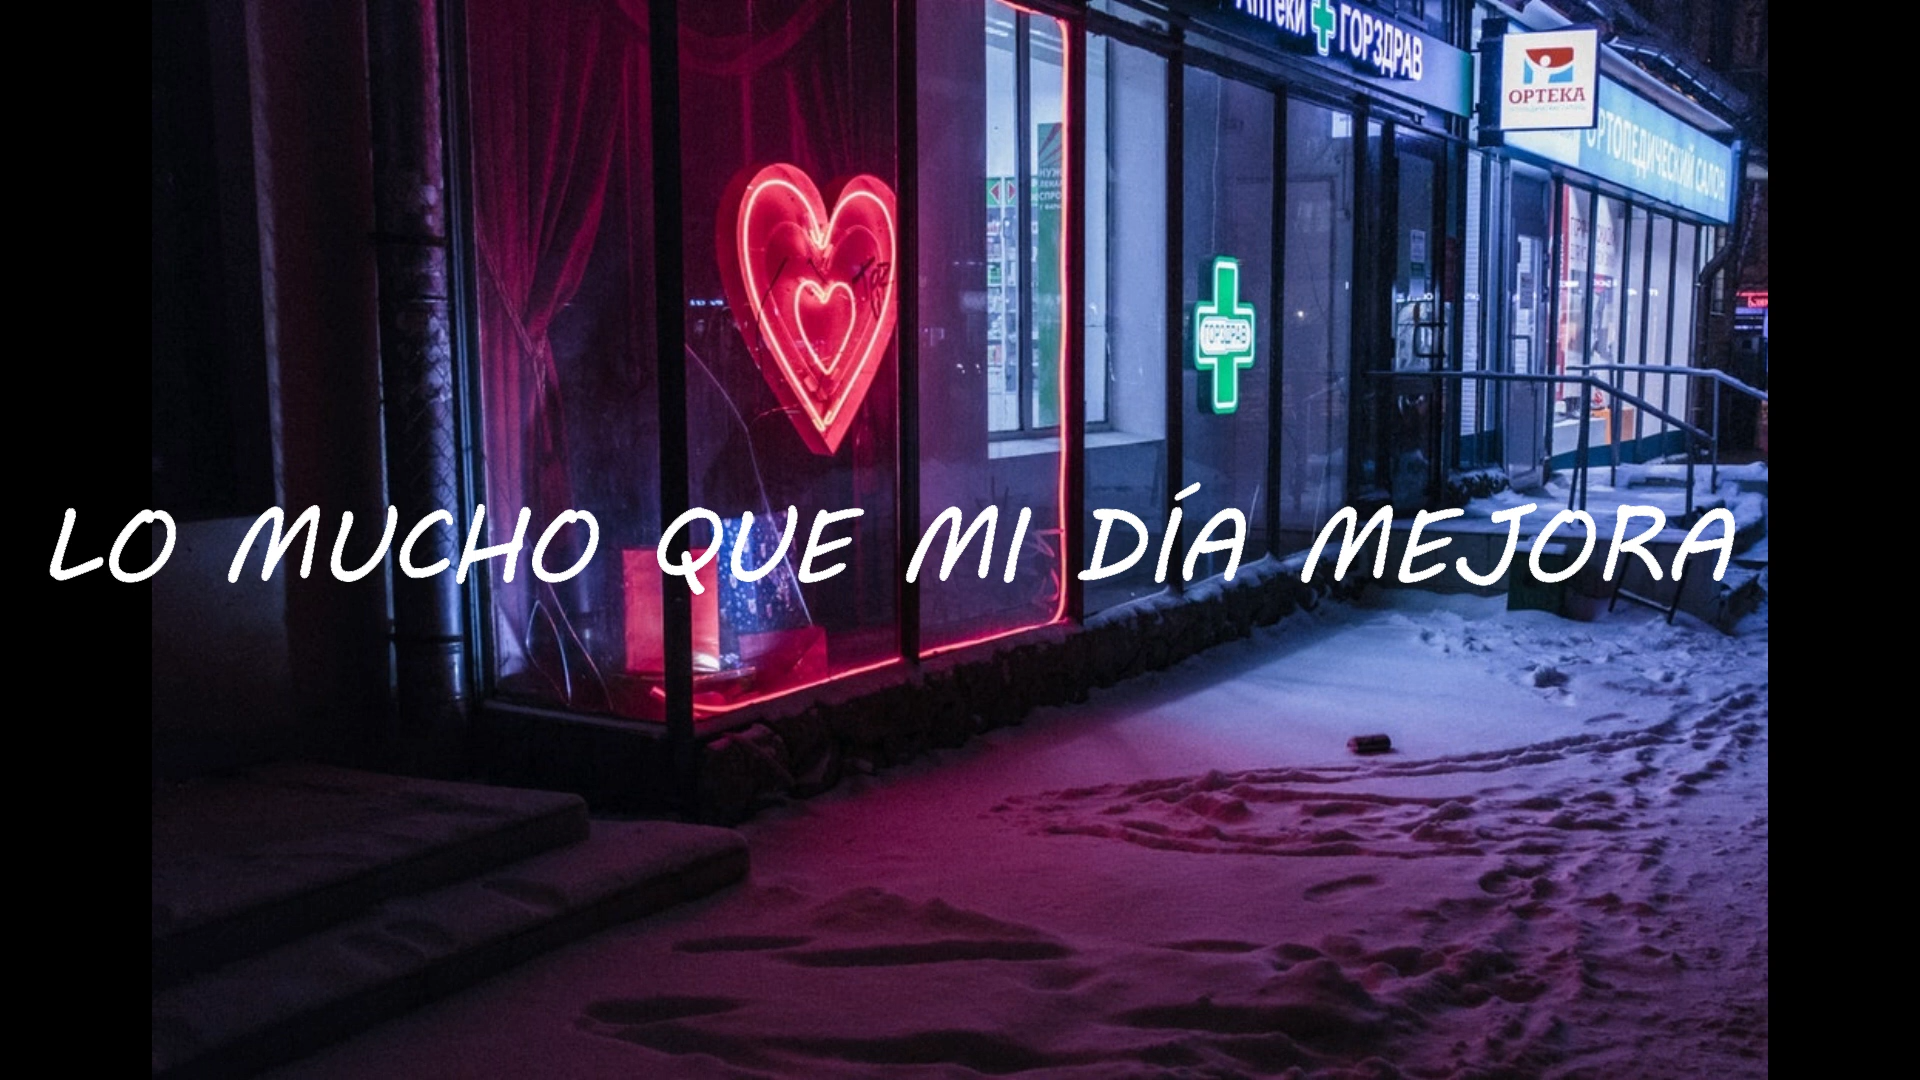 Аптеки ГОРЗДРАВ
ОРТЕКА
ОРТОПЕДИЧЕСКИЙ САЛОН
ГОРЗДРАВ
LO MUCHO QUE MI DÍA MEJORA